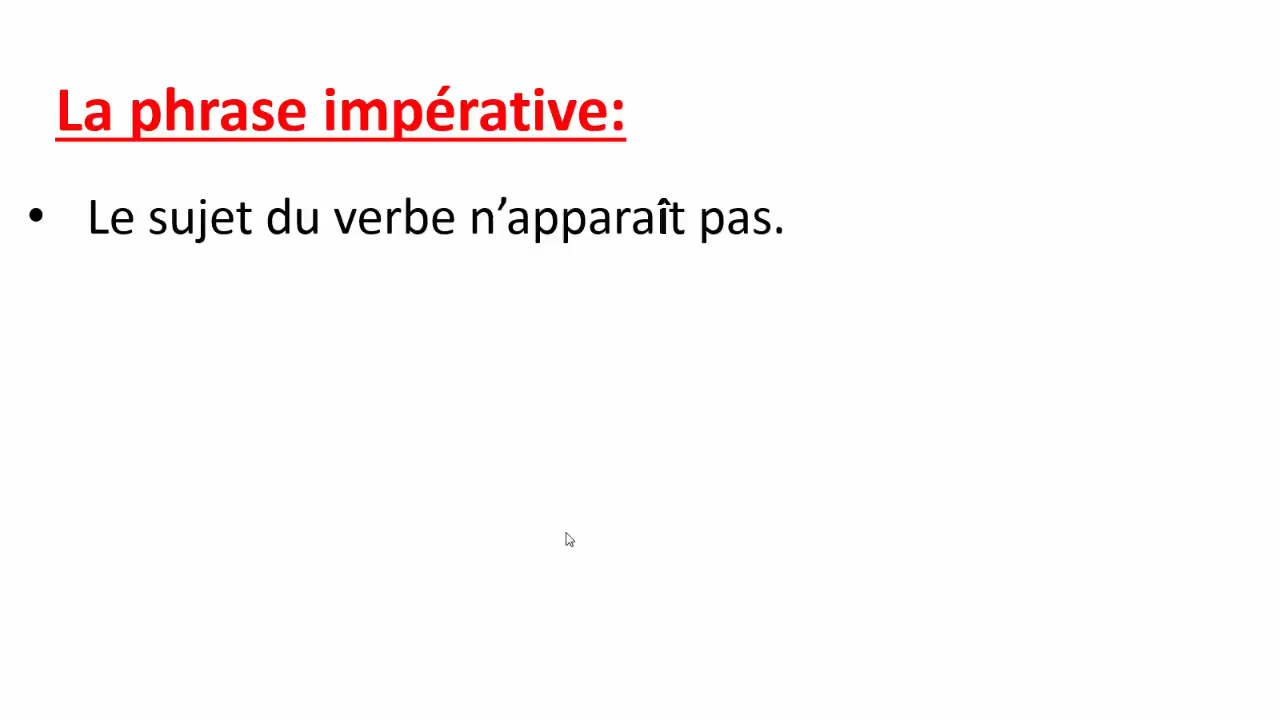 La phrase impérative:
• Le sujet du verbe n’apparaît pas.